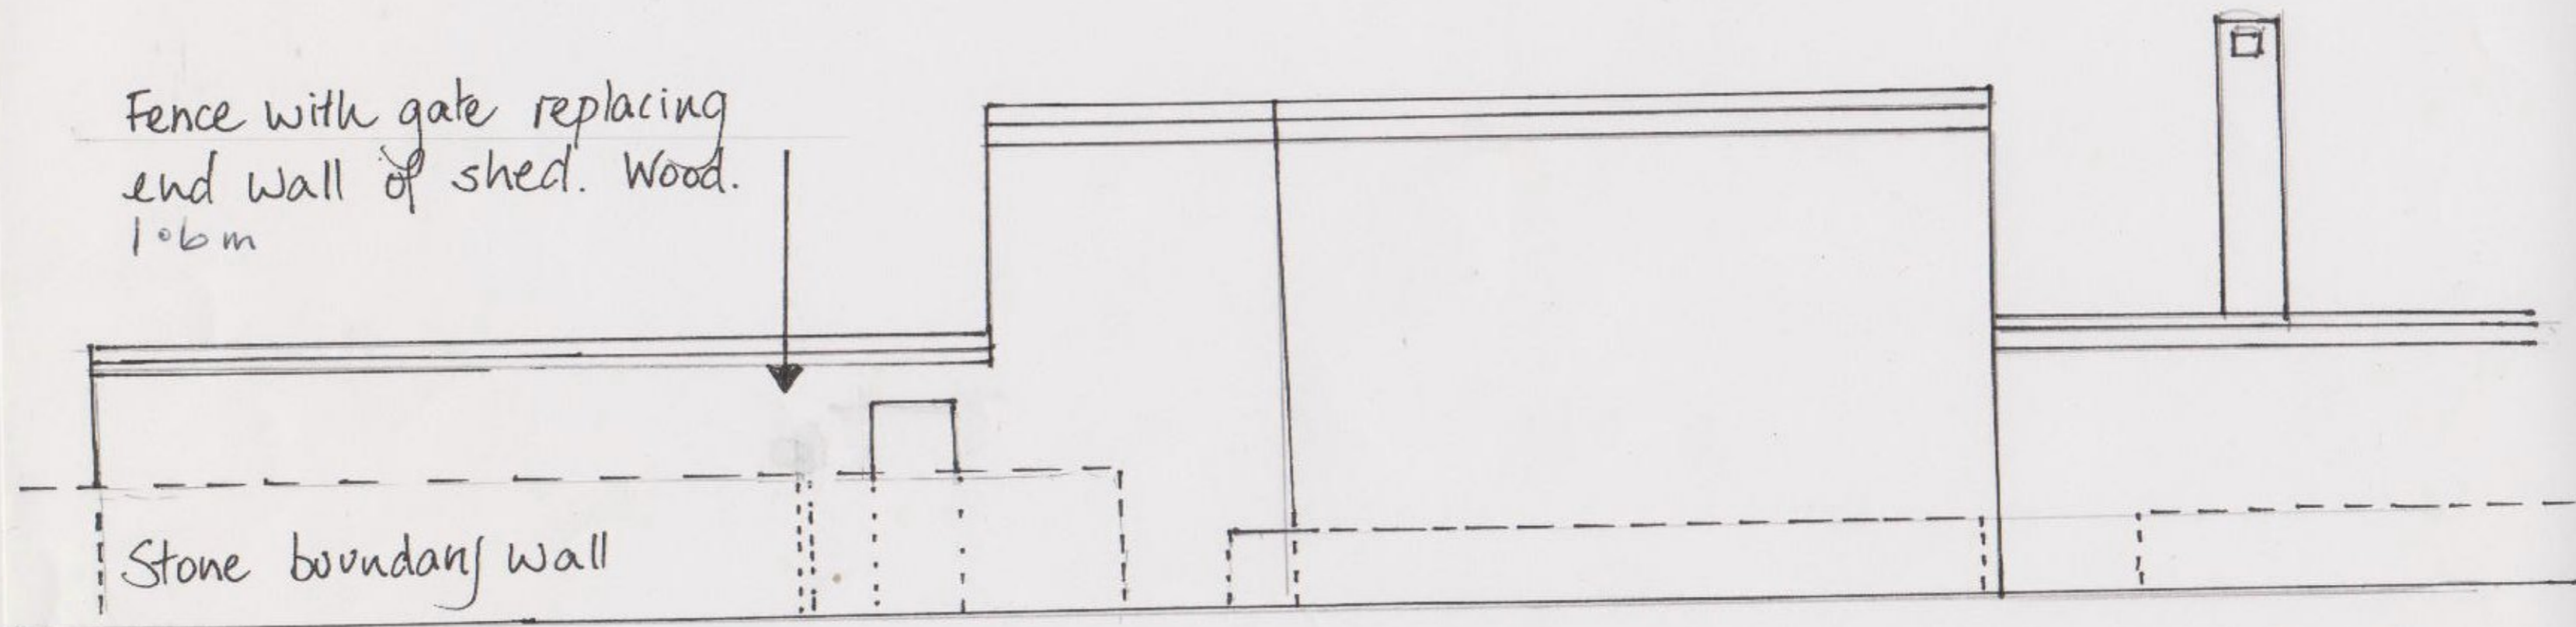 Fence with gate replacing
end wall of shed. Wood.
1.6m
Stone boundary wall